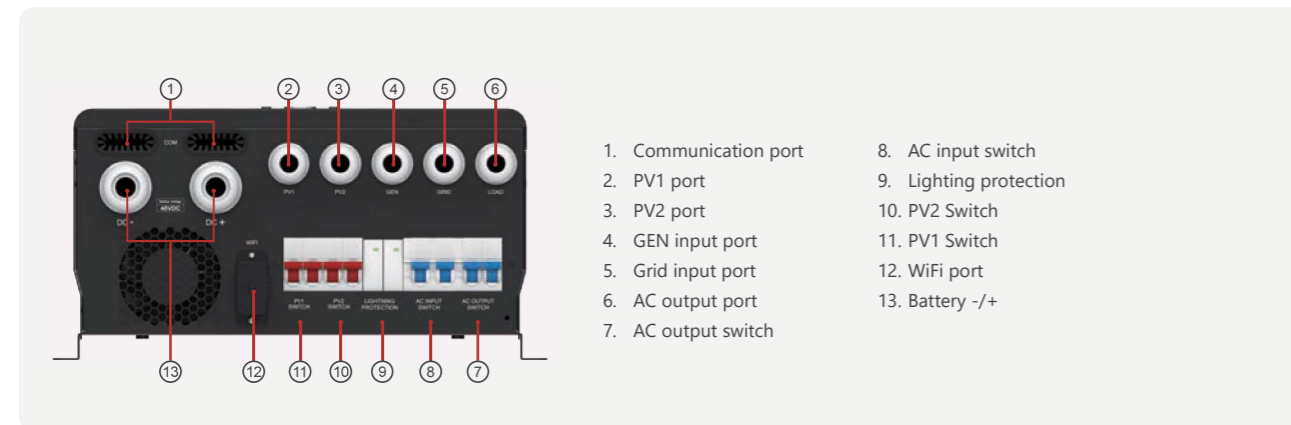 1 2 3 4 5 6
COM
PV1 PV2 GEN GRID LOAD
Battery Voltage
48VDC
DC - DC +
WIFI
PV1 SWITCH PV2 SWITCH LIGHTNING PROTECTION AC INPUT SWITCH AC OUTPUT SWITCH
13 12 11 10 9 8 7
1. Communication port
2. PV1 port
3. PV2 port
4. GEN input port
5. Grid input port
6. AC output port
7. AC output switch
8. AC input switch
9. Lighting protection
10. PV2 Switch
11. PV1 Switch
12. WiFi port
13. Battery -/+